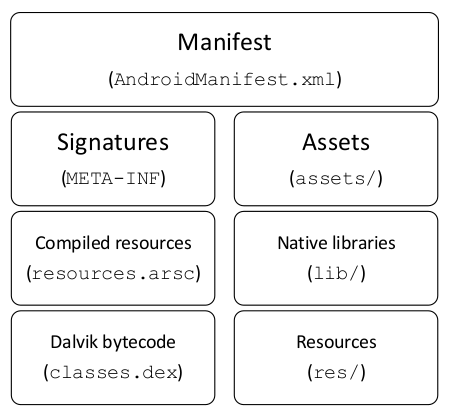 Manifest
(AndroidManifest.xml)
Signatures
(META-INF)
Assets
(assets/)
Compiled resources
(resources.arsc)
Native libraries
(lib/)
Dalvik bytecode
(classes.dex)
Resources
(res/)